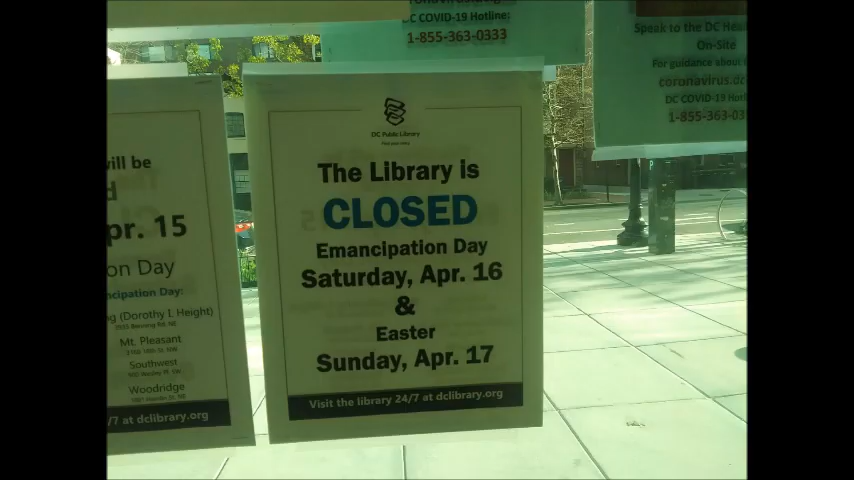 DC COVID-19 Hotline:
1-855-363-0333
Speak to the DC
On-Site
For guidance about
coronavirus.dc
DC COVID-19
1-855-363-03
will be
pr. 15
on Day
ncipation Day:
(Dorothy I. Height)
Mt. Pleasant
Southwest
Woodridge
/7 at dclibrary.org
DC Public Library
The Library is
CLOSED
Emancipation Day
Saturday, Apr. 16
&
Easter
Sunday, Apr. 17
Visit the library 24/7 at dclibrary.org